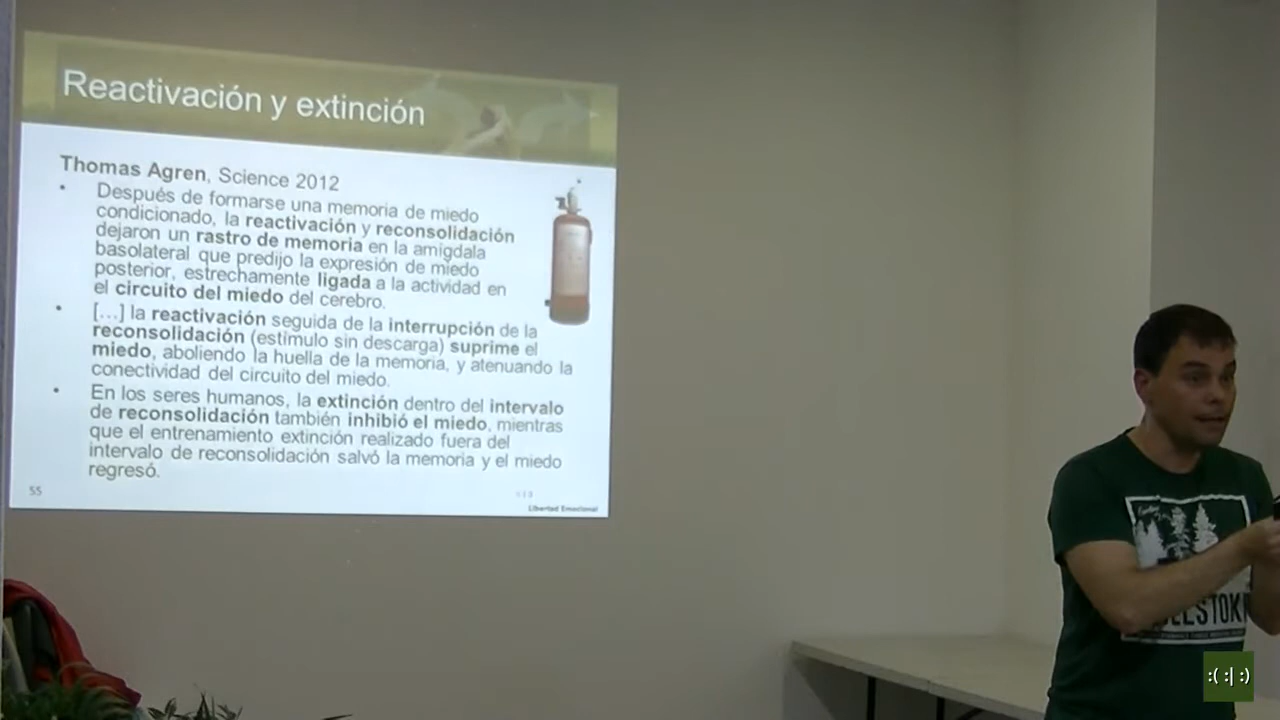 Reactivación y extinción
Thomas Agren, Science 2012
• Después de formarse una memoria de miedo
condicionado, la reactivación y reconsolidación
dejaron un rastro de memoria en la amígdala
basolateral que predijo la expresión de miedo
posterior, estrechamente ligada a la actividad en
el circuito del miedo del cerebro.
• [...] la reactivación seguida de la interrupción de la
reconsolidación (estímulo sin descarga) suprime el
miedo, aboliendo la huella de la memoria, y atenuando la
conectividad del circuito del miedo.
• En los seres humanos, la extinción dentro del intervalo
de reconsolidación también inhibió el miedo, mientras
que el entrenamiento extinción realizado fuera del
intervalo de reconsolidación salvó la memoria y el miedo
regresó.
55
Libertad Emocional
:( :| :)